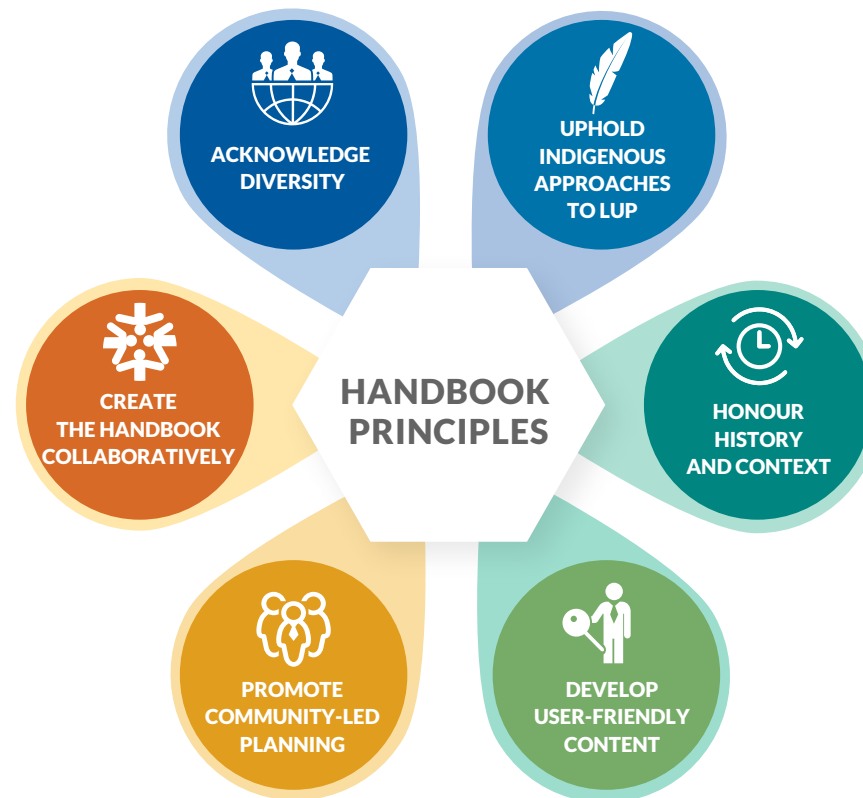 ACKNOWLEDGE
DIVERSITY
UPHOLD
INDIGENOUS
APPROACHES
TO LUP
CREATE
THE HANDBOOK
COLLABORATIVELY
HANDBOOK
PRINCIPLES
HONOUR
HISTORY
AND CONTEXT
PROMOTE
COMMUNITY-LED
PLANNING
DEVELOP
USER-FRIENDLY
CONTENT